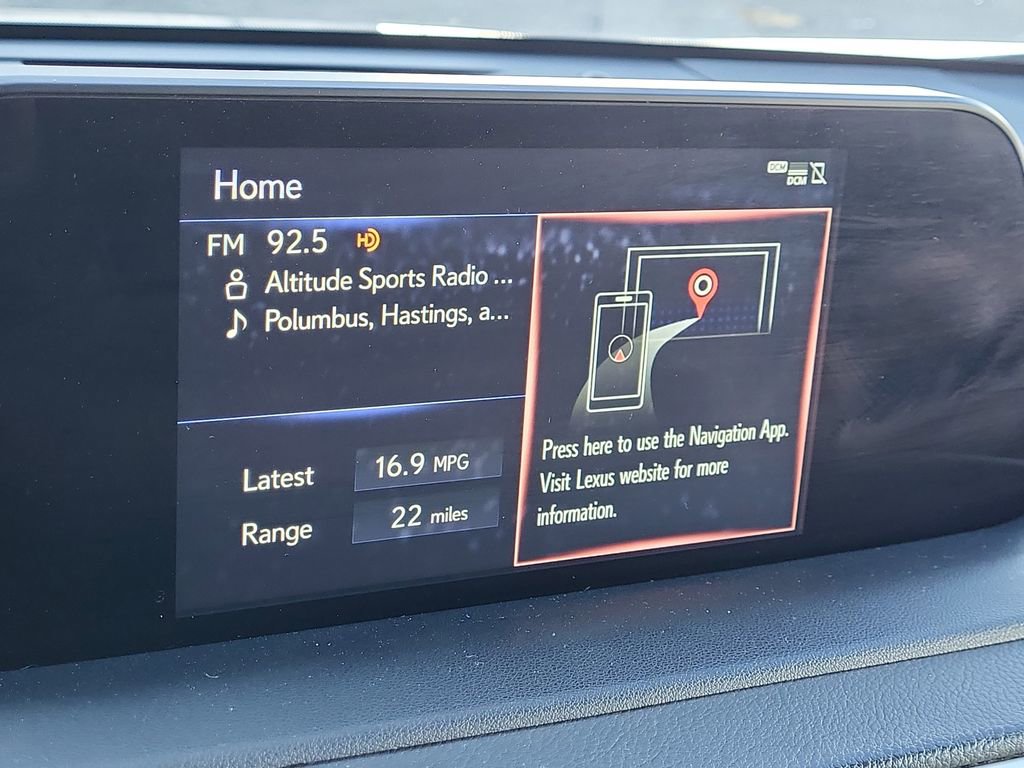 Home
DCM
DCM
FM 92.5 HD
Altitude Sports Radio ...
Polumbus, Hastings, a...
Latest 16.9 MPG
Range 22 miles
Press here to use the Navigation App.
Visit Lexus website for more
information.